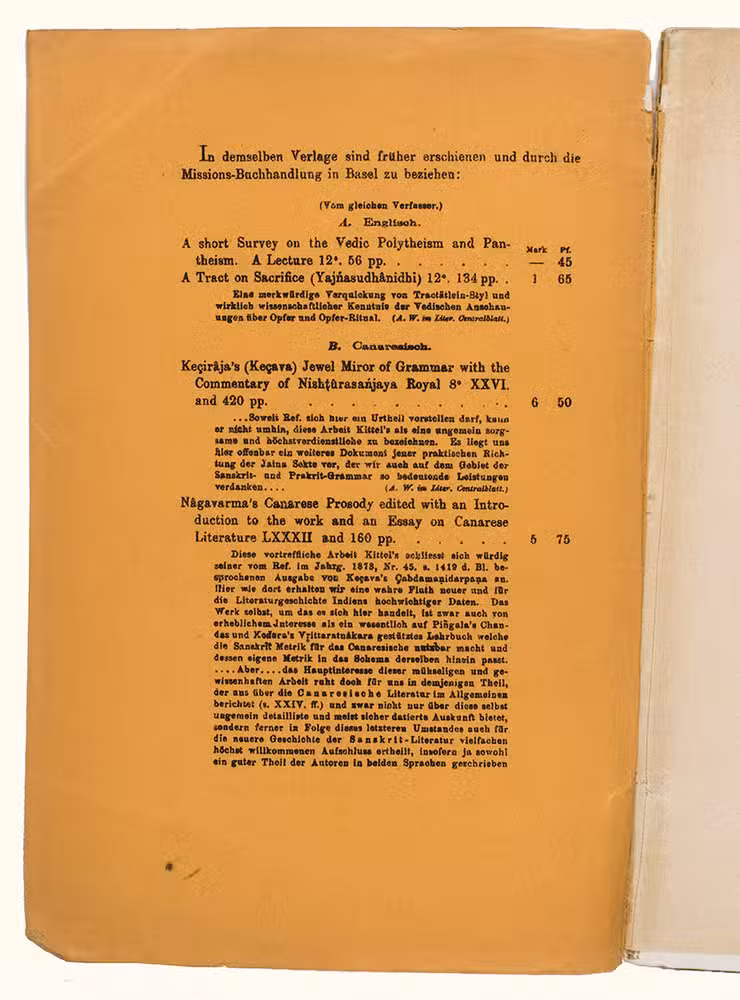 In demselben Verlage sind früher erschienen und durch die
Missions-Buchhandlung in Basel zu beziehen:
(Vom gleichen Verfasser.)
A. Englisch.
A short Survey on the Vedic Polytheism and Pan-
Mark Pf.
theism. A Lecture 12°. 56 pp. . . . . . . . — 45
A Tract on Sacrifice (Yajńasudhânidhi) 12°. 134 pp. . 1 65
Eine merkwürdige Verquickung von Tractätlein-Styl und
wirklich wissenschaftlicher Kenntnis der Vedischen Anschau-
ungen über Opfer und Opfer-Ritual. (A. W. im Liter. Centralblatt.)
B. Canaresisch.
Keçirâja's (Keçava) Jewel Miror of Grammar with the
Commentary of Nishṭûrasańjaya Royal 8° XXVI.
and 420 pp. . . . . . . . . . . 6 50
...Soweit Ref. sich hier ein Urtheil vorstellen darf, kann
er nicht umhin, diese Arbeit Kittel's als eine ungemein sorg-
same und höchstverdienstliche zu bezeichnen. Es liegt uns
hier offenbar ein weiteres Dokument jener praktischen Rich-
tung der Jaina Sekte vor, der wir auch auf dem Gebiet der
Sanskrit- und Prakrit-Grammar so bedeutende Leistungen
verdanken.... (A. W. im Liter. Centralblatt.)
Nâgavarma's Canarese Prosody edited with an Intro-
duction to the work and an Essay on Canarese
Literature LXXXII and 160 pp. . . . . . 5 75
Diese vortreffliche Arbeit Kittel's schliesst sich würdig
seiner vom Ref. im Jahrg. 1873, Nr. 45. s. 1419 d. Bl. be-
sprochenen Ausgabe von Keçava's Çabdamaṇidarpaṇa an.
Hier wie dort erhalten wir eine wahre Fluth neuer und für
die Literaturgeschichte Indiens hochwichtiger Daten. Das
Werk selbst, um das es sich hier handelt, ist zwar auch von
erheblichem Interesse als ein wesentlich auf Piñgala's Chan-
das und Kedera's Vṛittaratnâkara gestütztes Lehrbuch welche
die Sanskrit Metrik für das Canaresische nutzbar macht und
dessen eigene Metrik in das Schema derselben hinein passt.
....Aber....das Hauptinteresse dieser mühseligen und ge-
wissenhaften Arbeit ruht doch für uns in demjenigen Theil,
der uns über die Canaresische Literatur im Allgemeinen
berichtet (s. XXIV. ff.) und zwar nicht nur über diese selbst
ungemein detaillirte und meist sicher datierte Auskunft bietet,
sondern ferner in Folge dieses letzteren Umstandes auch für
die neuere Geschichte der Sanskrit-Literatur vielfachen
höchst willkommenen Aufschluss ertheilt, insofern ja sowohl
ein guter Theil der Autoren in beiden Sprachen geschrieben